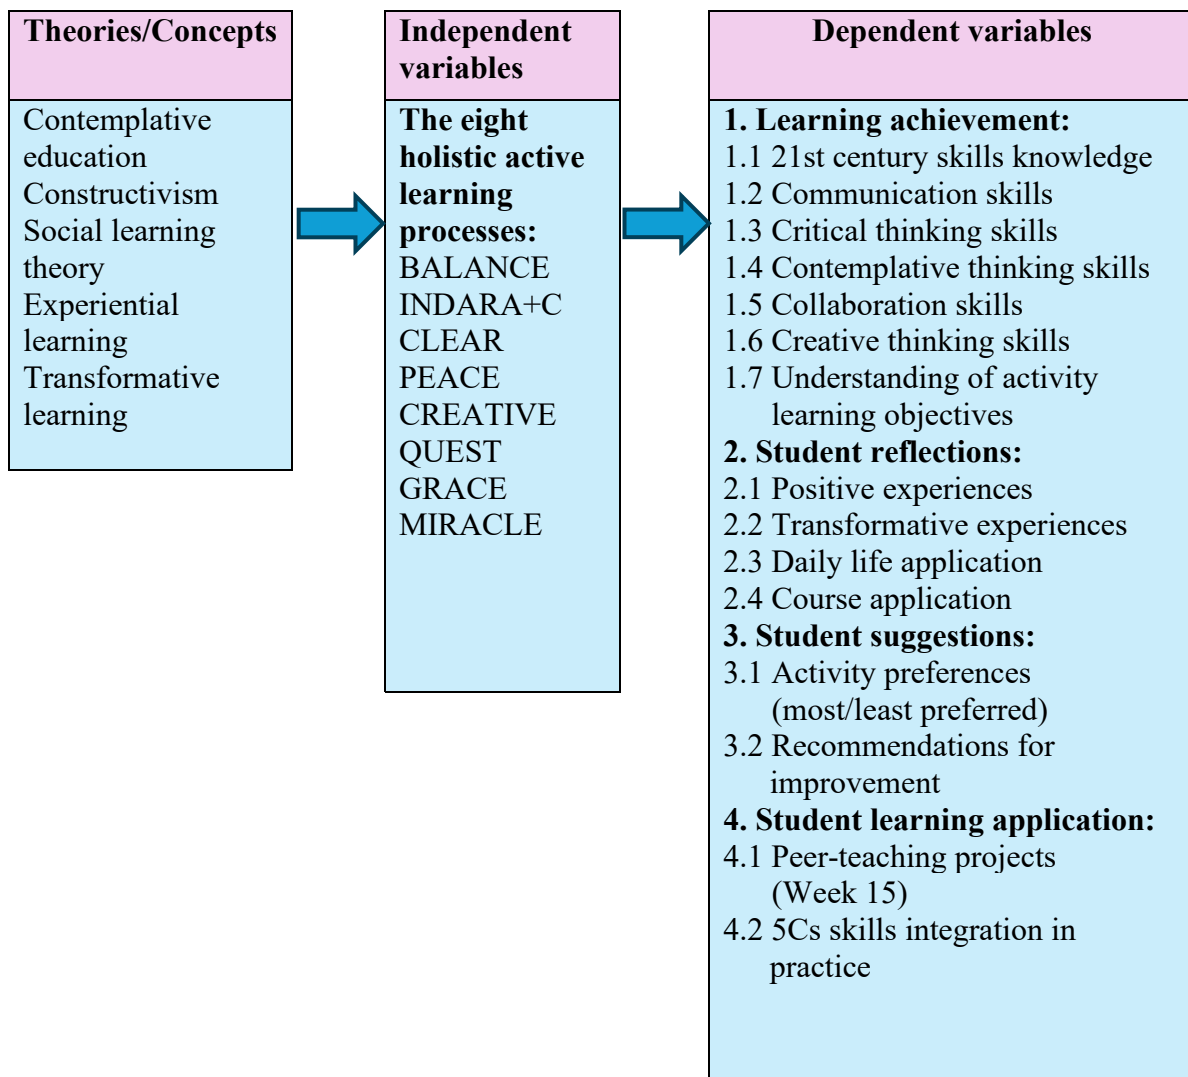 Theories/Concepts
Contemplative
education
Constructivism
Social learning
theory
Experiential
learning
Transformative
learning
Independent
variables
The eight
holistic active
learning
processes:
BALANCE
INDARA+C
CLEAR
PEACE
CREATIVE
QUEST
GRACE
MIRACLE
Dependent variables
1. Learning achievement:
1.1 21st century skills knowledge
1.2 Communication skills
1.3 Critical thinking skills
1.4 Contemplative thinking skills
1.5 Collaboration skills
1.6 Creative thinking skills
1.7 Understanding of activity
learning objectives
2. Student reflections:
2.1 Positive experiences
2.2 Transformative experiences
2.3 Daily life application
2.4 Course application
3. Student suggestions:
3.1 Activity preferences
(most/least preferred)
3.2 Recommendations for
improvement
4. Student learning application:
4.1 Peer-teaching projects
(Week 15)
4.2 5Cs skills integration in
practice